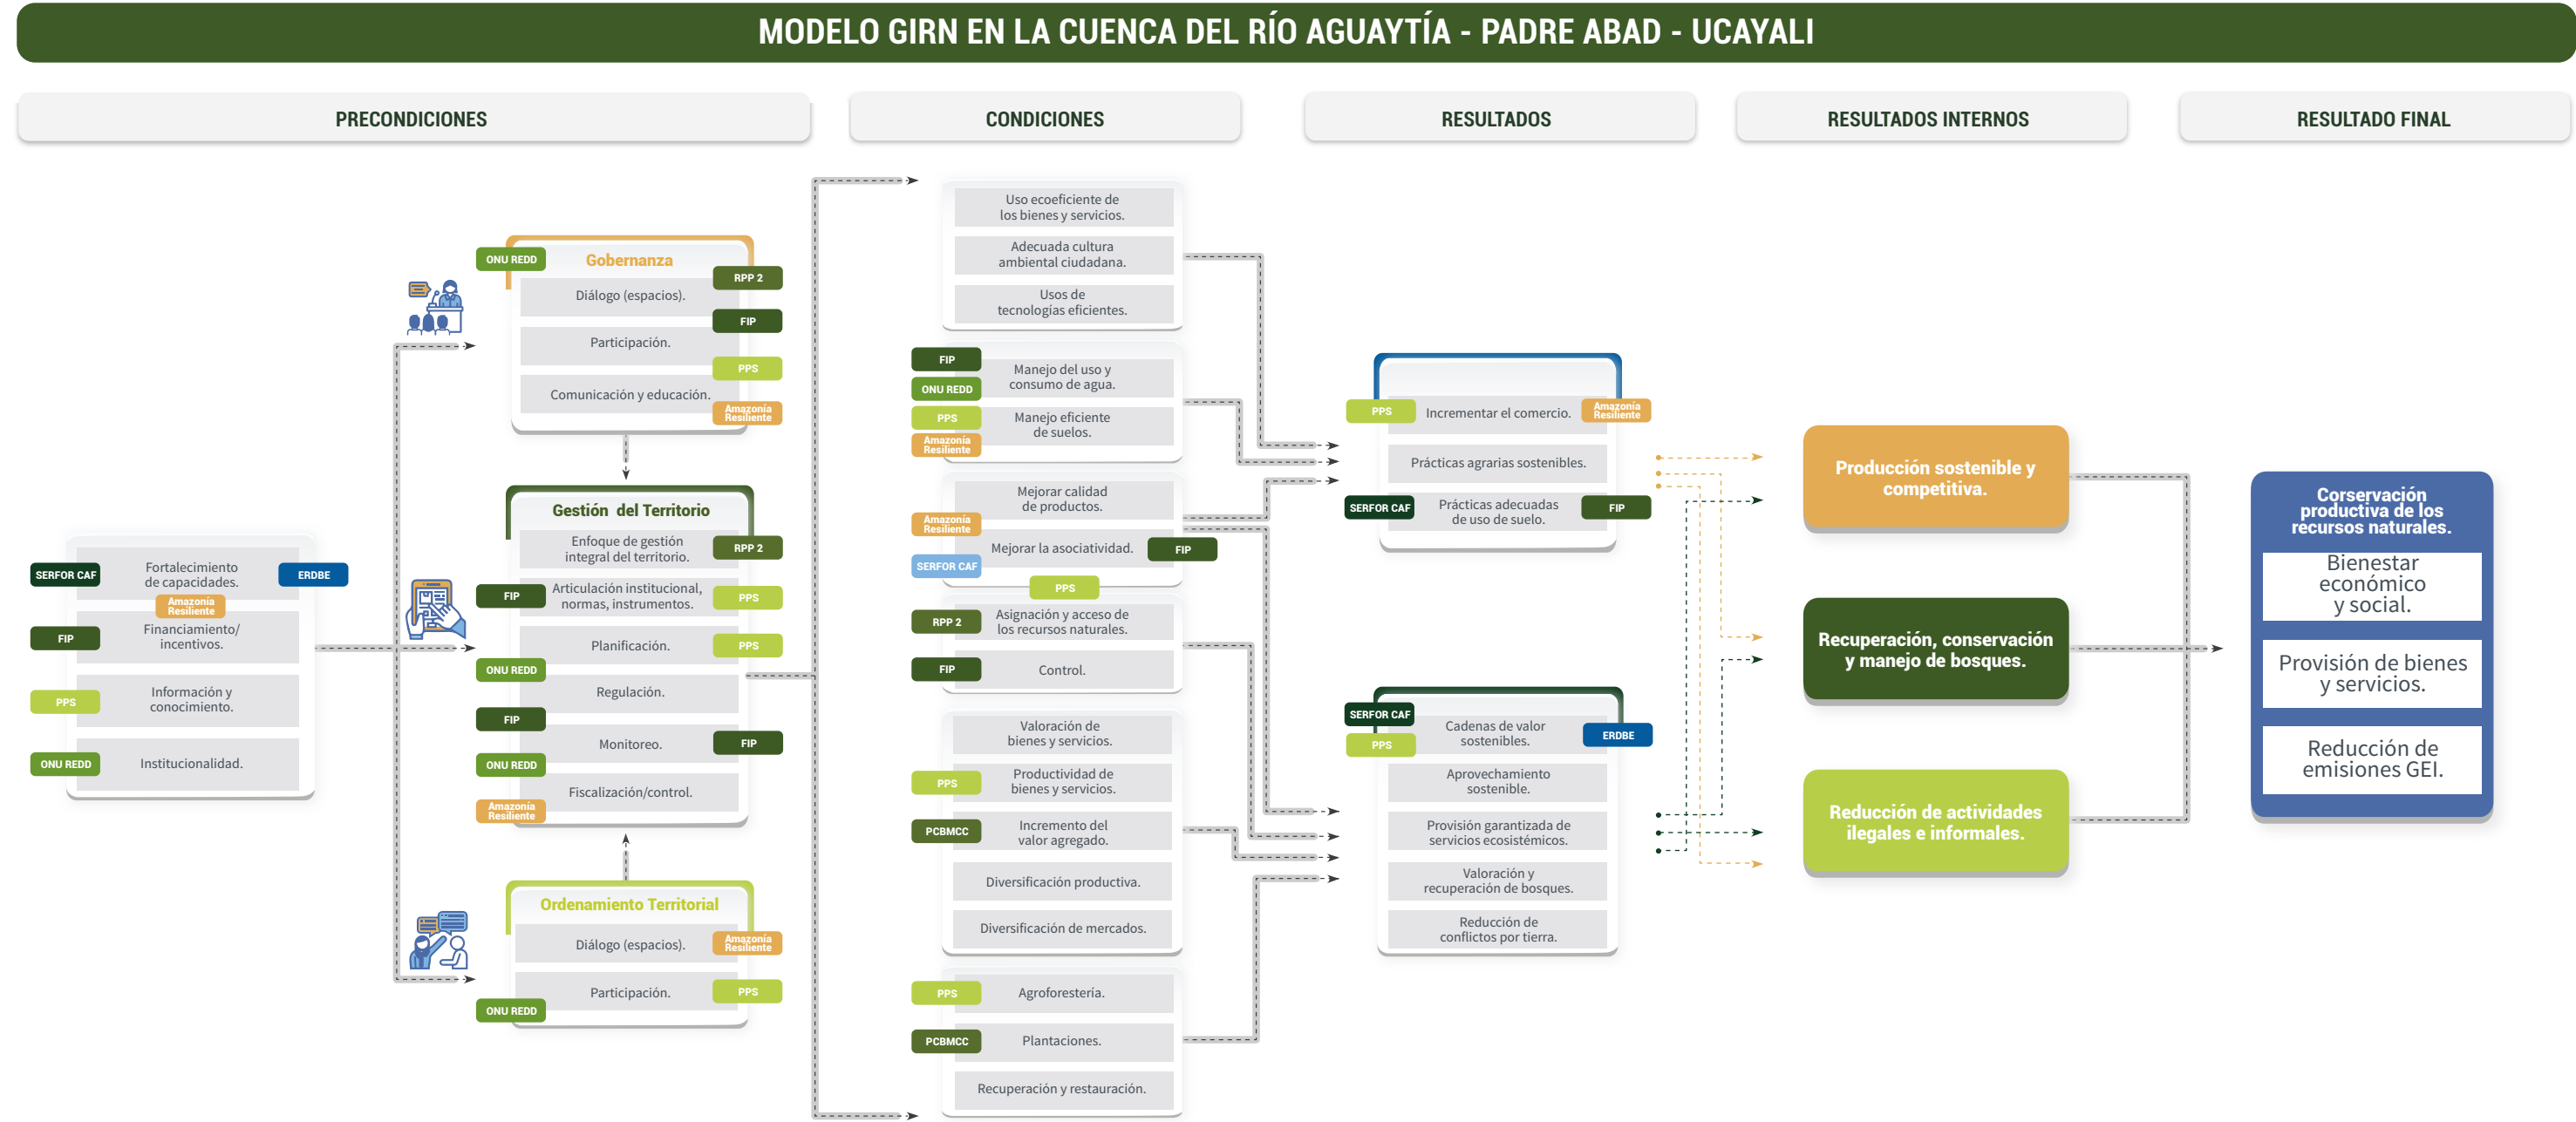 MODELO GIRN EN LA CUENCA DEL RÍO AGUAYTÍA - PADRE ABAD - UCAYALI
PRECONDICIONES
CONDICIONES
RESULTADOS
RESULTADOS INTERNOS
RESULTADO FINAL
SERFOR CAF
Fortalecimiento
de capacidades.
ERDBE
Amazonía
Resiliente
FIP
Financiamiento/
incentivos.
PPS
Información y
conocimiento.
ONU REDD
Institucionalidad.
ONU REDD
Gobernanza
RPP 2
Diálogo (espacios).
FIP
Participación.
PPS
Comunicación y educación.
Amazonía
Resiliente
Gestión del Territorio
Enfoque de gestión
integral del territorio.
RPP 2
FIP
Articulación institucional,
normas, instrumentos.
PPS
Planificación.
PPS
ONU REDD
Regulación.
FIP
Monitoreo.
FIP
ONU REDD
Fiscalización/control.
Amazonía
Resiliente
Ordenamiento Territorial
Diálogo (espacios).
Amazonía
Resiliente
Participación.
PPS
ONU REDD
Uso ecoeficiente de
los bienes y servicios.
Adecuada cultura
ambiental ciudadana.
Usos de
tecnologías eficientes.
FIP
Manejo del uso y
consumo de agua.
ONU REDD
PPS
Manejo eficiente
de suelos.
Amazonía
Resiliente
Mejorar calidad
de productos.
Amazonía
Resiliente
Mejorar la asociatividad.
FIP
SERFOR CAF
PPS
RPP 2
Asignación y acceso de
los recursos naturales.
FIP
Control.
Valoración de
bienes y servicios.
PPS
Productividad de
bienes y servicios.
PCBMCC
Incremento del
valor agregado.
Diversificación productiva.
Diversificación de mercados.
PPS
Agroforestería.
PCBMCC
Plantaciones.
Recuperación y restauración.
PPS
Incrementar el comercio.
Amazonía
Resiliente
Prácticas agrarias sostenibles.
SERFOR CAF
Prácticas adecuadas
de uso de suelo.
FIP
SERFOR CAF
Cadenas de valor
sostenibles.
ERDBE
PPS
Aprovechamiento
sostenible.
Provisión garantizada de
servicios ecosistémicos.
Valoración y
recuperación de bosques.
Reducción de
conflictos por tierra.
Producción sostenible y
competitiva.
Recuperación, conservación
y manejo de bosques.
Reducción de actividades
ilegales e informales.
Corservación
productiva de los
recursos naturales.
Bienestar
económico
y social.
Provisión de bienes
y servicios.
Reducción de
emisiones GEI.